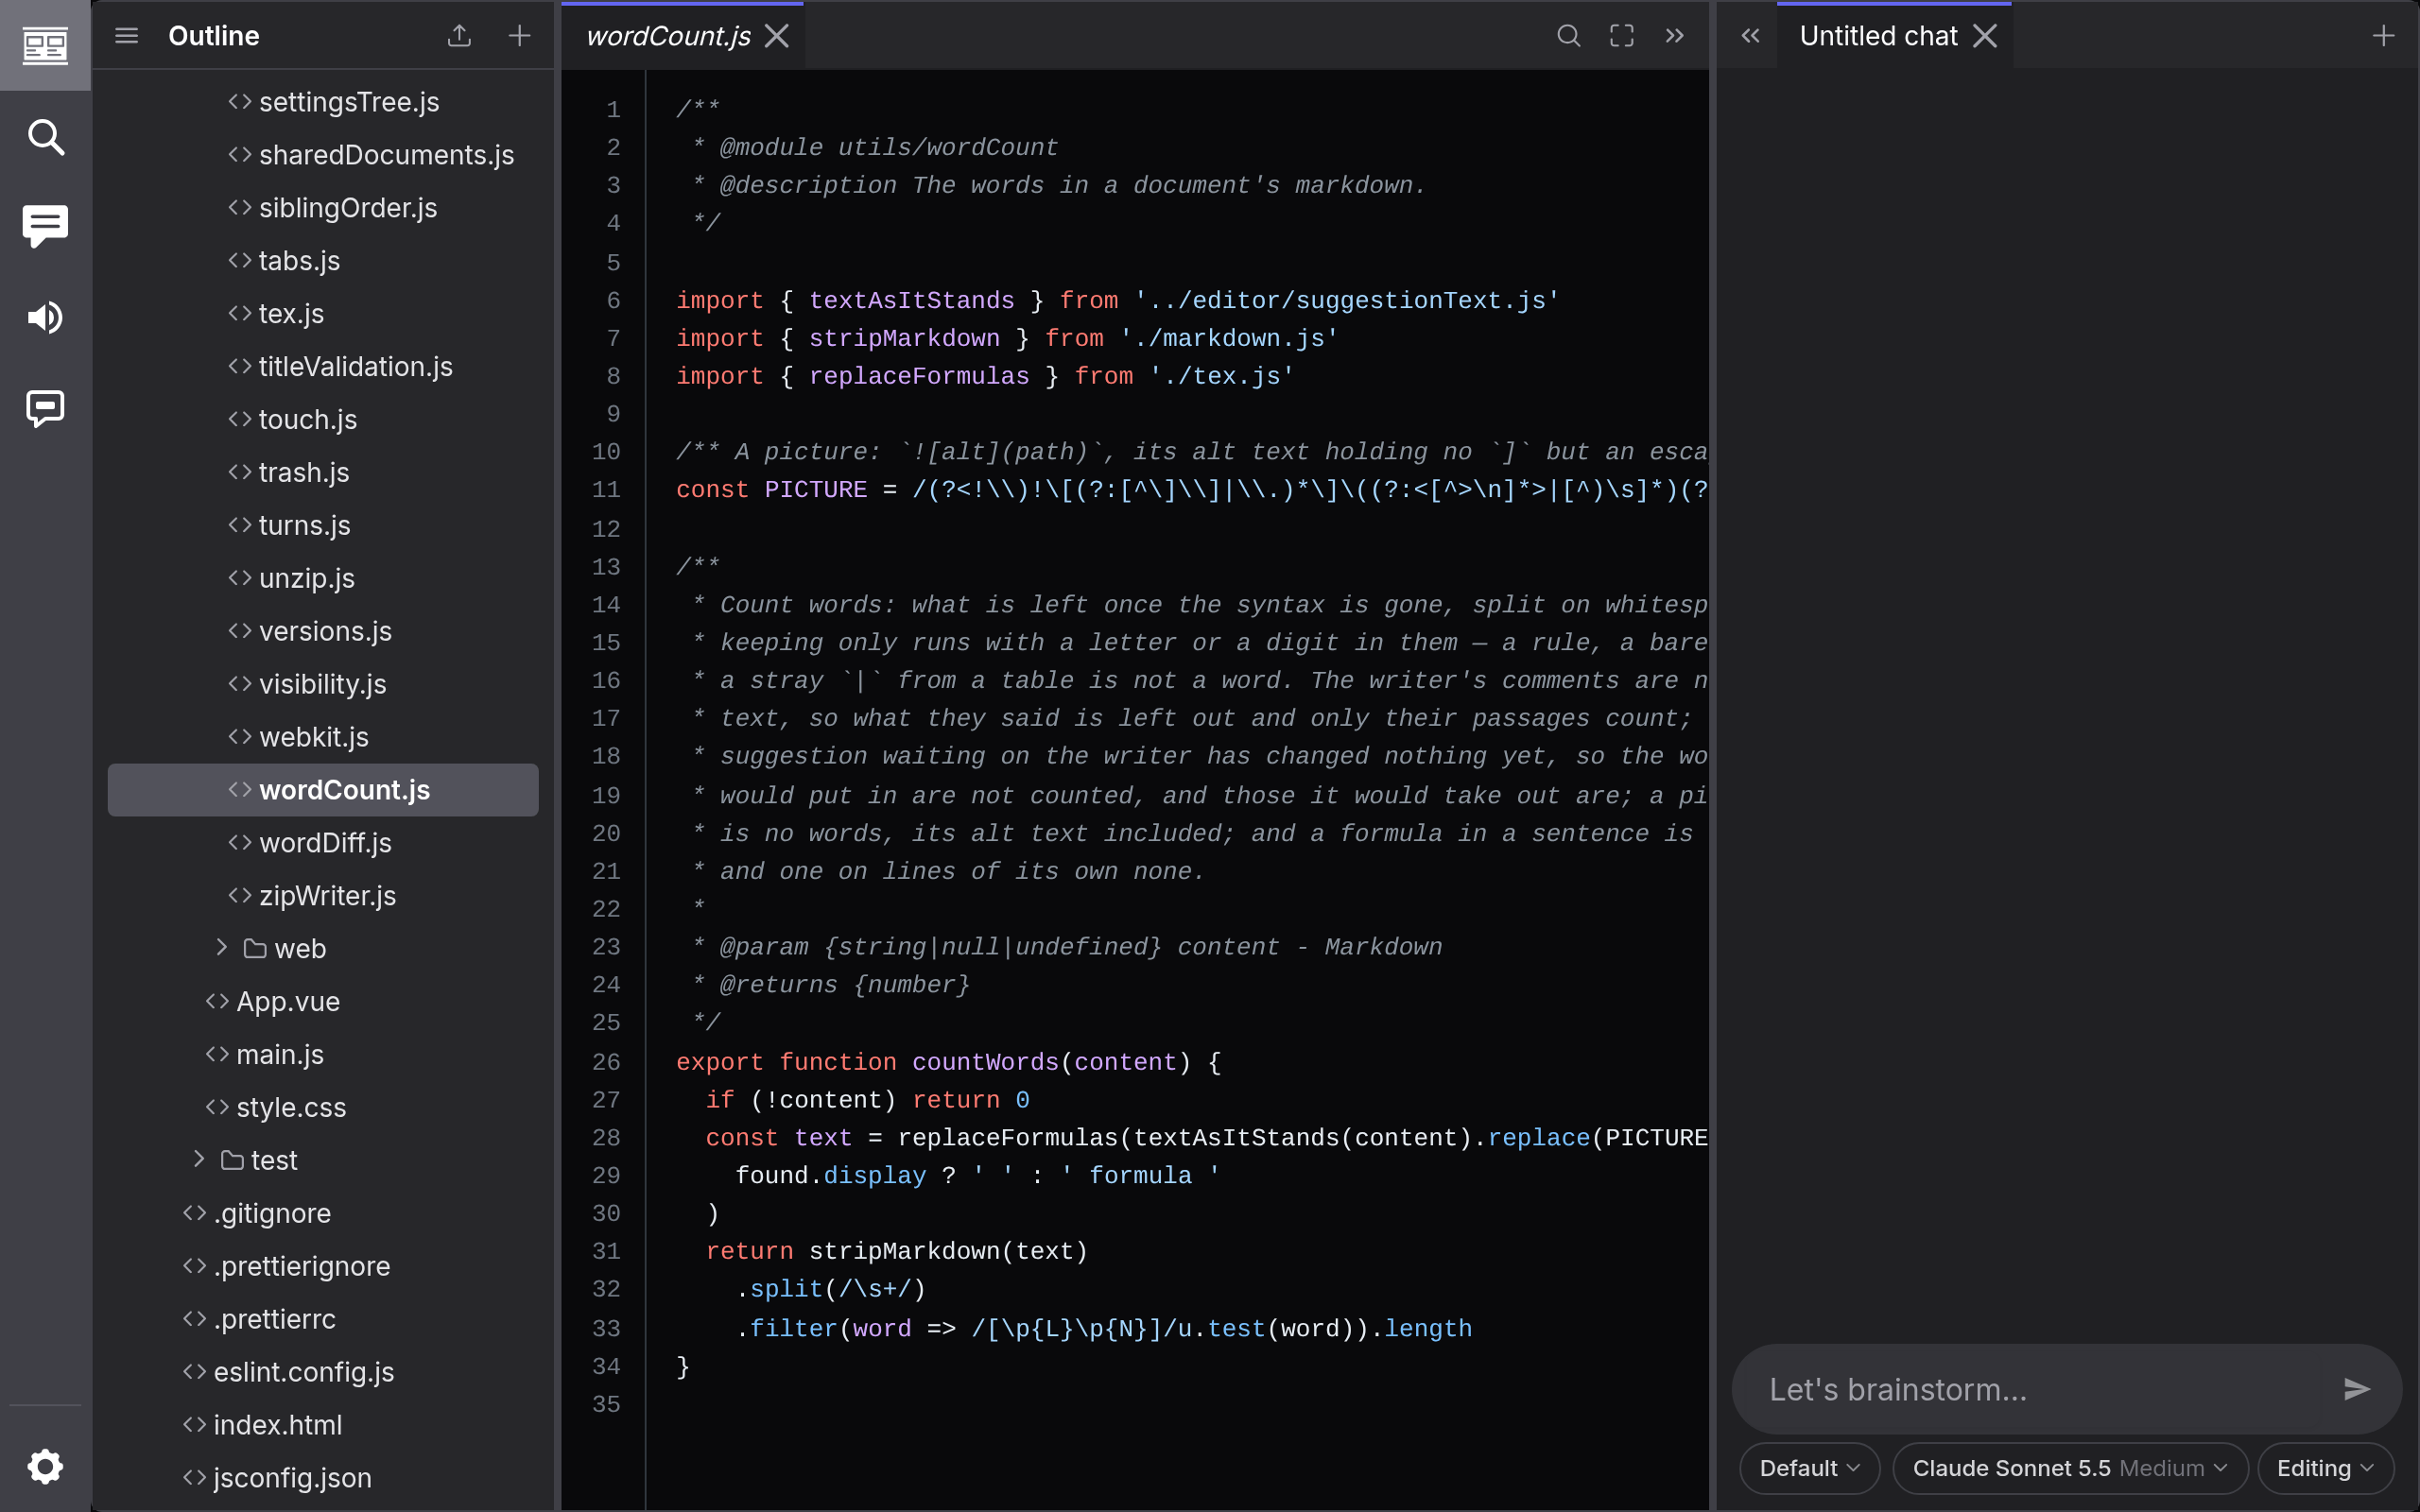 Outline
settingsTree.js
sharedDocuments.js
siblingOrder.js
tabs.js
tex.js
titleValidation.js
touch.js
trash.js
turns.js
unzip.js
versions.js
visibility.js
webkit.js
wordCount.js
wordDiff.js
zipWriter.js
web
App.vue
main.js
style.css
test
.gitignore
.prettierignore
.prettierrc
eslint.config.js
index.html
jsconfig.json
wordCount.js
1 /**
2  * @module utils/wordCount
3  * @description The words in a document's markdown.
4  */
5
6 import { textAsItStands } from '../editor/suggestionText.js'
7 import { stripMarkdown } from './markdown.js'
8 import { replaceFormulas } from './tex.js'
9
10 /** A picture: `![alt](path)`, its alt text holding no `]` but an esca
11 const PICTURE = /(?<!\\)!\[(?:[^\]\\]|\\.)*\]\((?:<[^>\n]*>|[^)\s]*)(?
12
13 /**
14  * Count words: what is left once the syntax is gone, split on whitesp
15  * keeping only runs with a letter or a digit in them — a rule, a bare
16  * a stray `|` from a table is not a word. The writer's comments are n
17  * text, so what they said is left out and only their passages count;
18  * suggestion waiting on the writer has changed nothing yet, so the wo
19  * would put in are not counted, and those it would take out are; a pi
20  * is no words, its alt text included; and a formula in a sentence is
21  * and one on lines of its own none.
22  *
23  * @param {string|null|undefined} content - Markdown
24  * @returns {number}
25  */
26 export function countWords(content) {
27   if (!content) return 0
28   const text = replaceFormulas(textAsItStands(content).replace(PICTURE
29     found.display ? ' ' : ' formula '
30   )
31   return stripMarkdown(text)
32     .split(/\s+/)
33     .filter(word => /[\p{L}\p{N}]/u.test(word)).length
34 }
35
Untitled chat
Let's brainstorm...
Default
Claude Sonnet 5.5 Medium
Editing